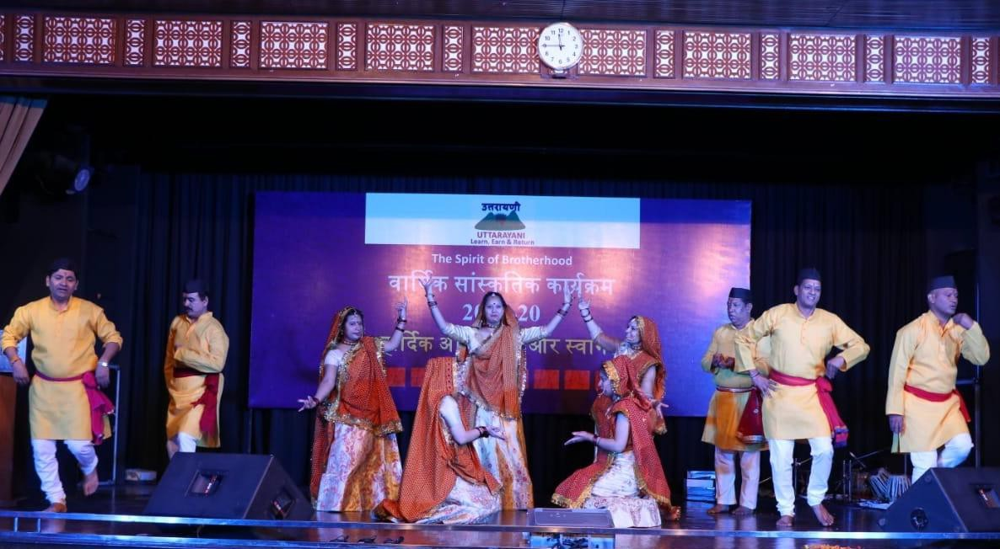 उत्तरायणी
UTTARAYANI
Learn, Earn & Return
The Spirit of Brotherhood
वार्षिक सांस्कृतिक कार्यक्रम